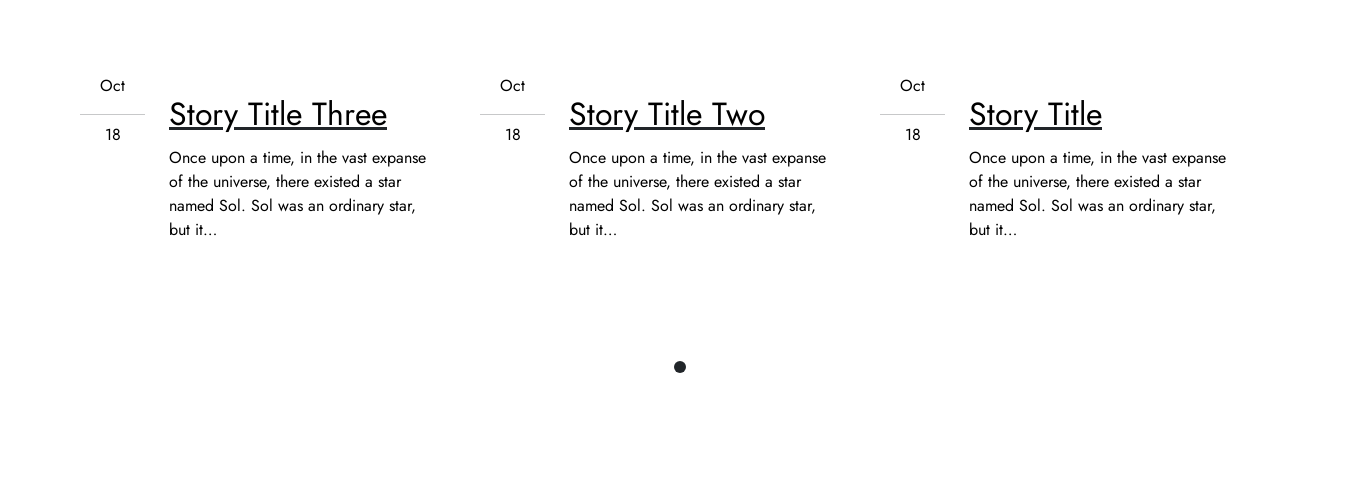 Oct
18
Story Title Three
Once upon a time, in the vast expanse
of the universe, there existed a star
named Sol. Sol was an ordinary star,
but it...
Oct
18
Story Title Two
Once upon a time, in the vast expanse
of the universe, there existed a star
named Sol. Sol was an ordinary star,
but it...
Oct
18
Story Title
Once upon a time, in the vast expanse
of the universe, there existed a star
named Sol. Sol was an ordinary star,
but it...